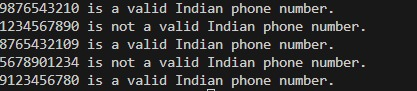 9876543210 is a valid Indian phone number.
1234567890 is not a valid Indian phone number.
8765432109 is a valid Indian phone number.
5678901234 is not a valid Indian phone number.
9123456780 is a valid Indian phone number.